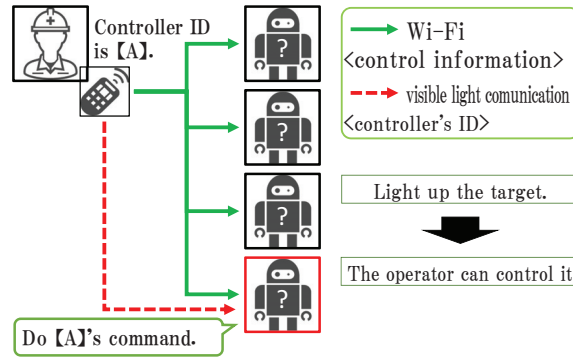 Controller ID
is【A】.
?
?
?
?
Do【A】's command.
Wi-Fi
<control information>
visible light comunication
<controller's ID>
Light up the target.
The operator can control it